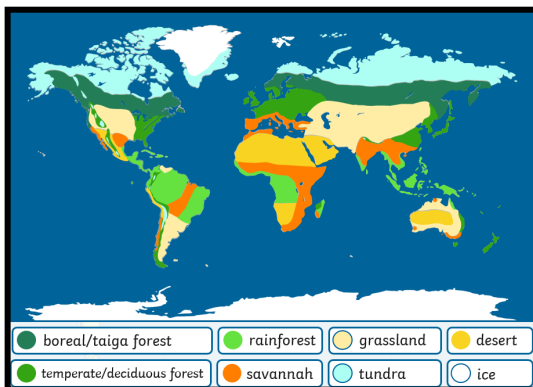 boreal/taiga forest
rainforest
grassland
desert
temperate/deciduous forest
savannah
tundra
ice